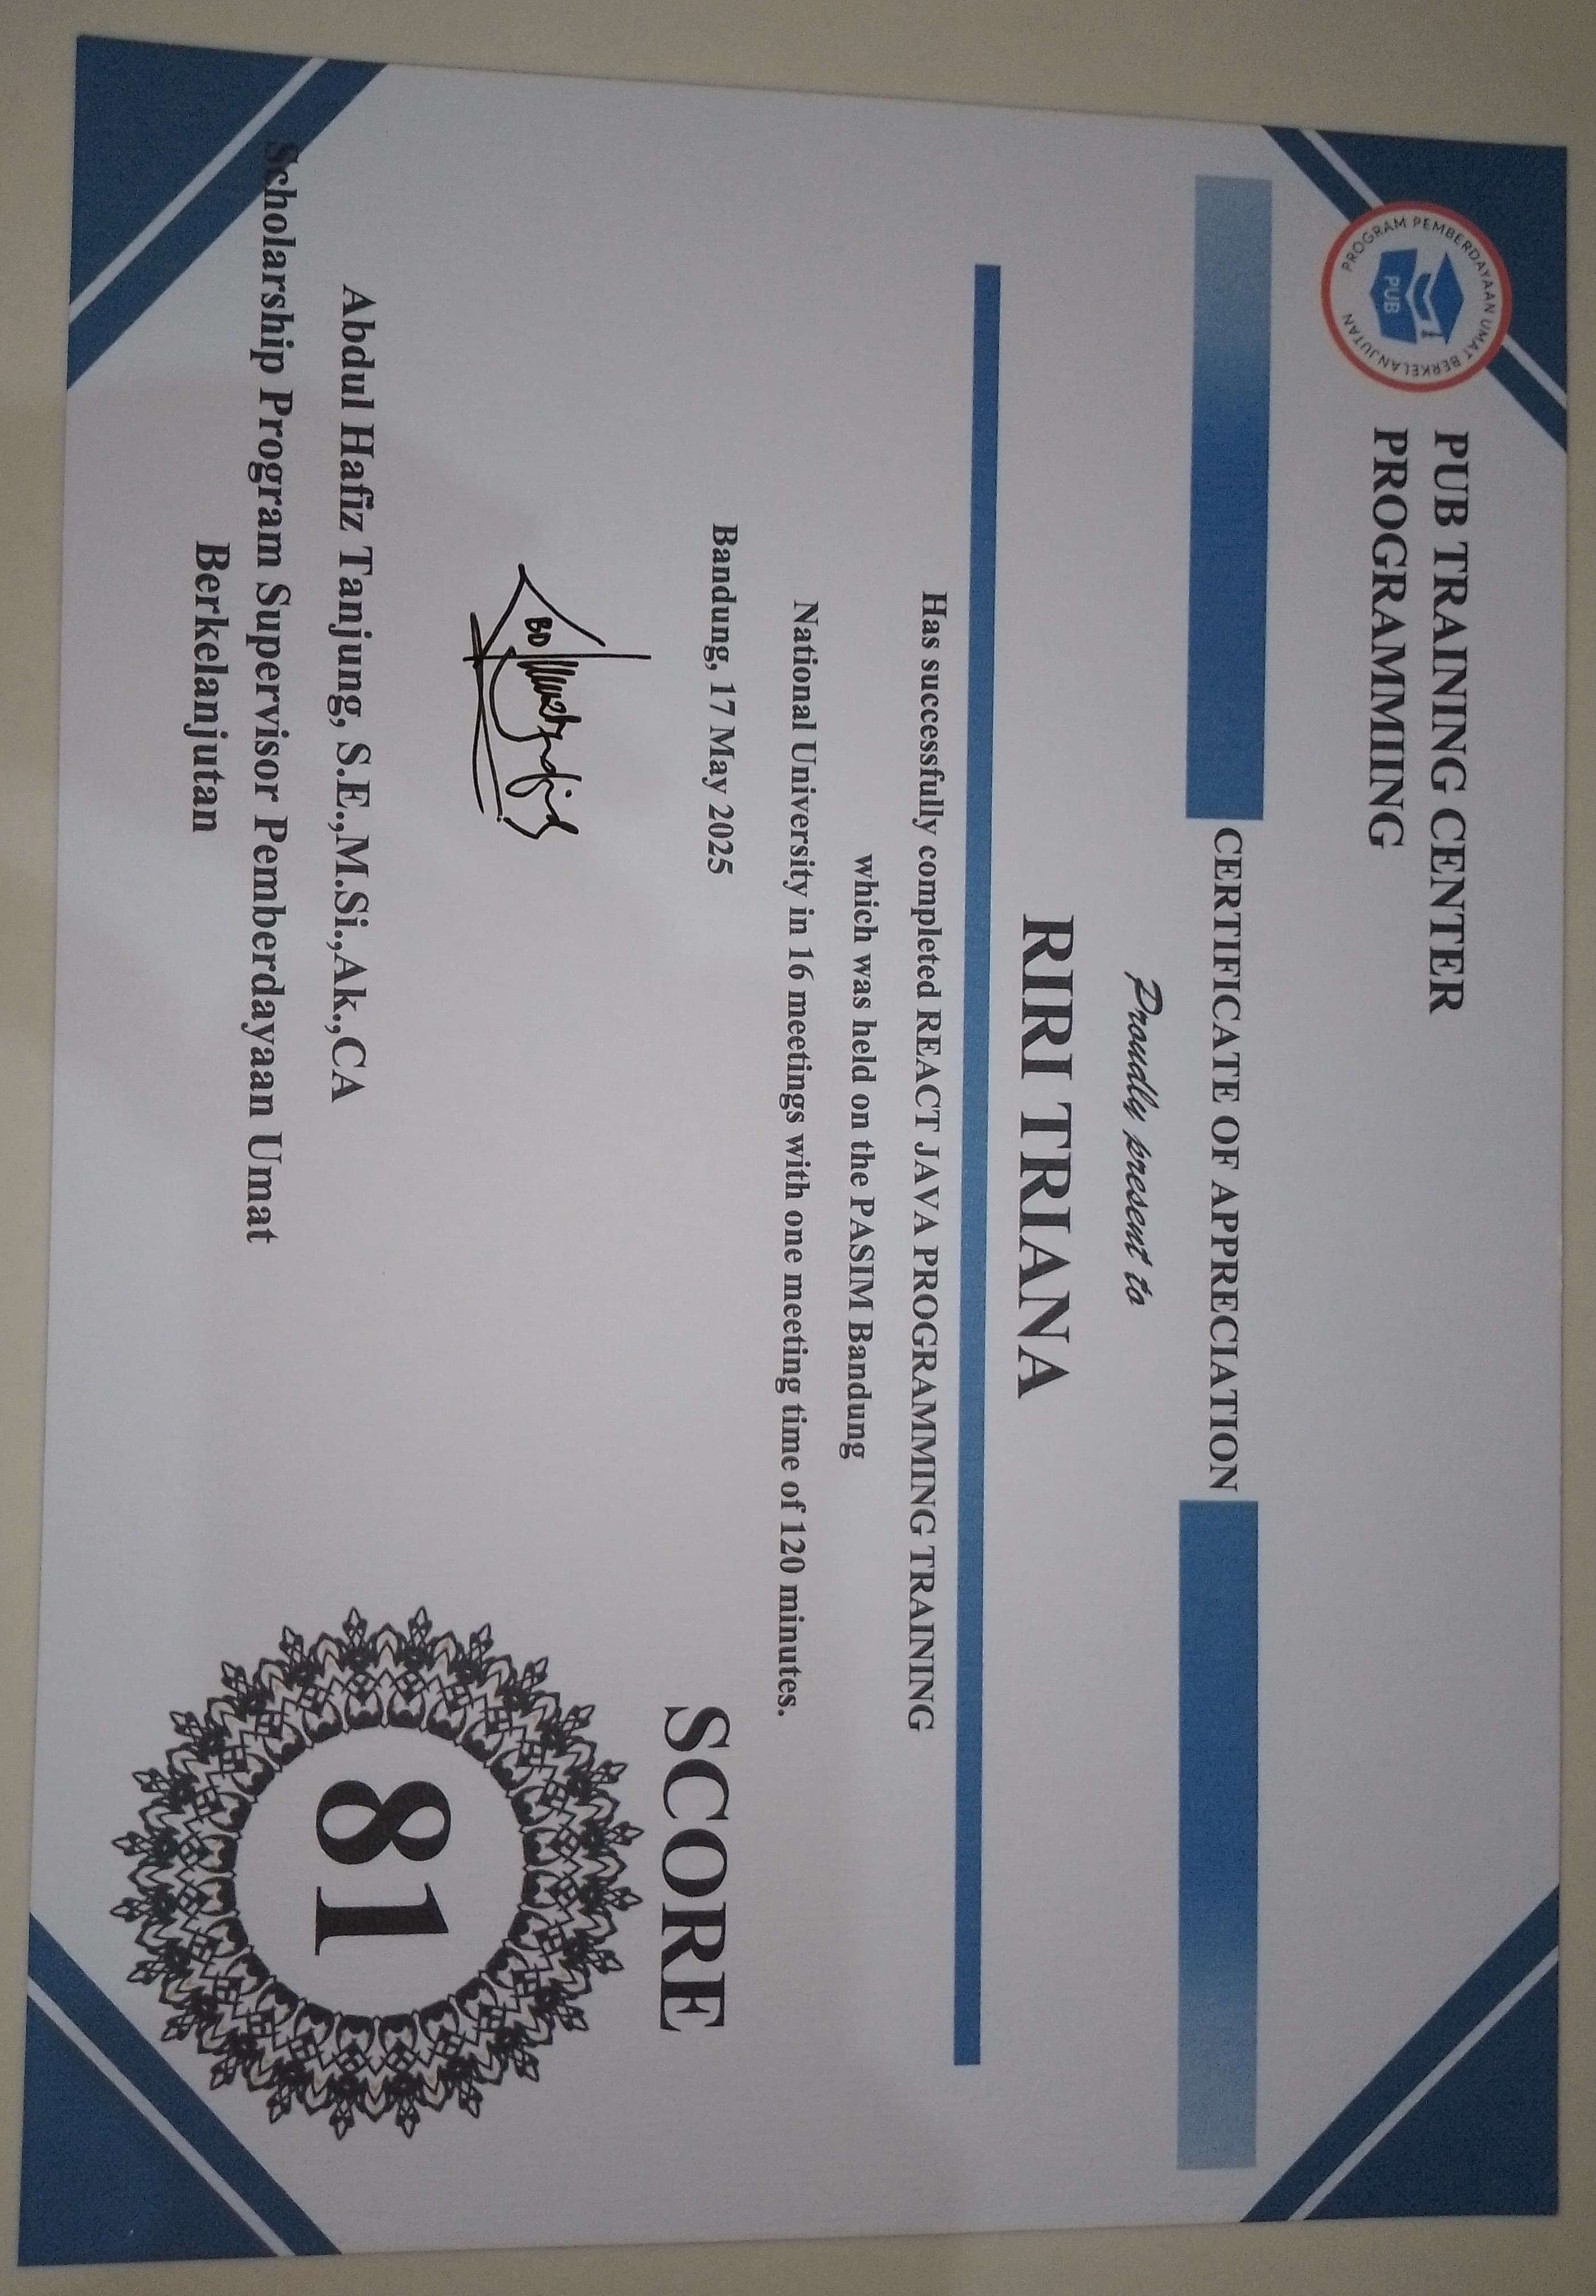 PROGRAM PEMBERDAYAAN UMAT BERKELANJUTAN
PUB
PUB TRAINING CENTER
PROGRAMMIING
CERTIFICATE OF APPRECIATION
Proudly present to
RIRI TRIANA
Has successfully completed REACT JAVA PROGRAMMING TRAINING
which was held on the PASIM Bandung
National University in 16 meetings with one meeting time of 120 minutes.
Bandung, 17 May 2025
SCORE
81
Abdul Hafiz Tanjung, S.E.,M.Si.,Ak.,CA
Scholarship Program Supervisor Pemberdayaan Umat
Berkelanjutan